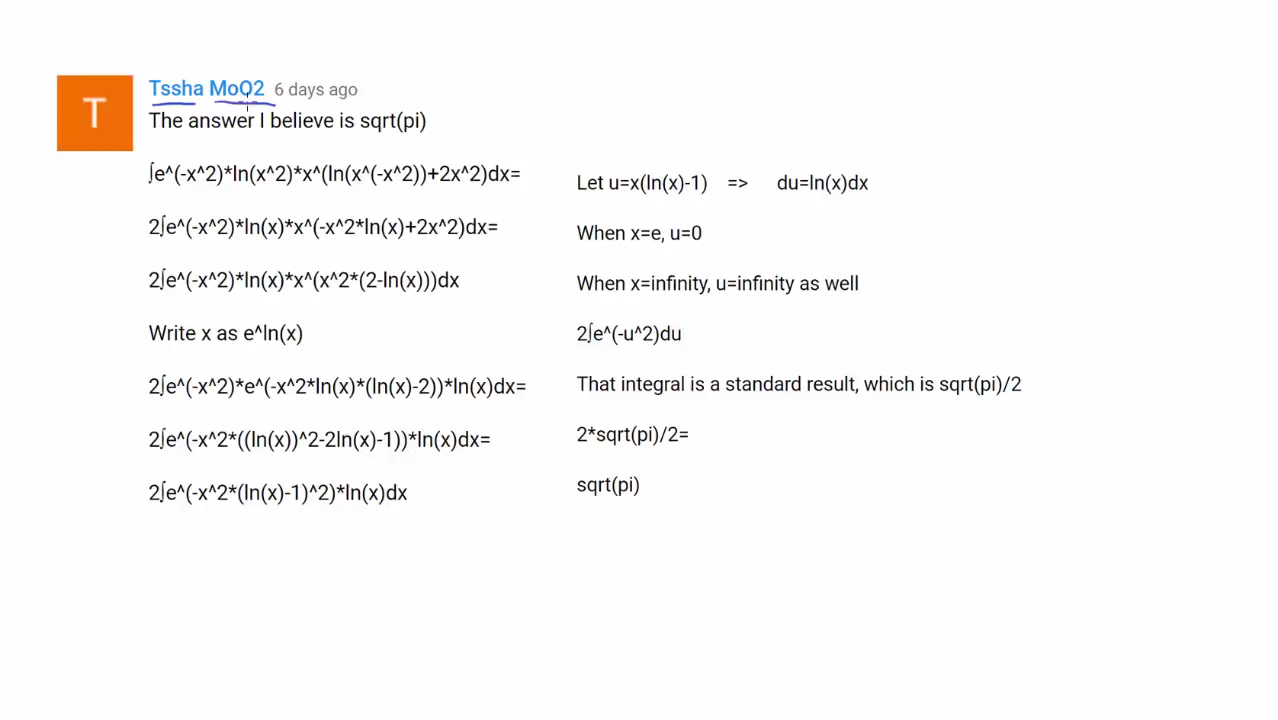 T
Tssha MoO2 6 days ago
The answer I believe is sqrt(pi)
∫e^(-x^2)*ln(x^2)*x^(ln(x^(-x^2))+2x^2)dx=
2∫e^(-x^2)*ln(x)*x^(-x^2*ln(x)+2x^2)dx=
2∫e^(-x^2)*ln(x)*x^(x^2*(2-ln(x)))dx
Write x as e^ln(x)
2∫e^(-x^2)*e^(-x^2*ln(x)*(ln(x)-2))*ln(x)dx=
2∫e^(-x^2*((ln(x))^2-2ln(x)-1))*ln(x)dx=
2∫e^(-x^2*(ln(x)-1)^2)*ln(x)dx
Let u=x(ln(x)-1) => du=ln(x)dx
When x=e, u=0
When x=infinity, u=infinity as well
2∫e^(-u^2)du
That integral is a standard result, which is sqrt(pi)/2
2*sqrt(pi)/2=
sqrt(pi)